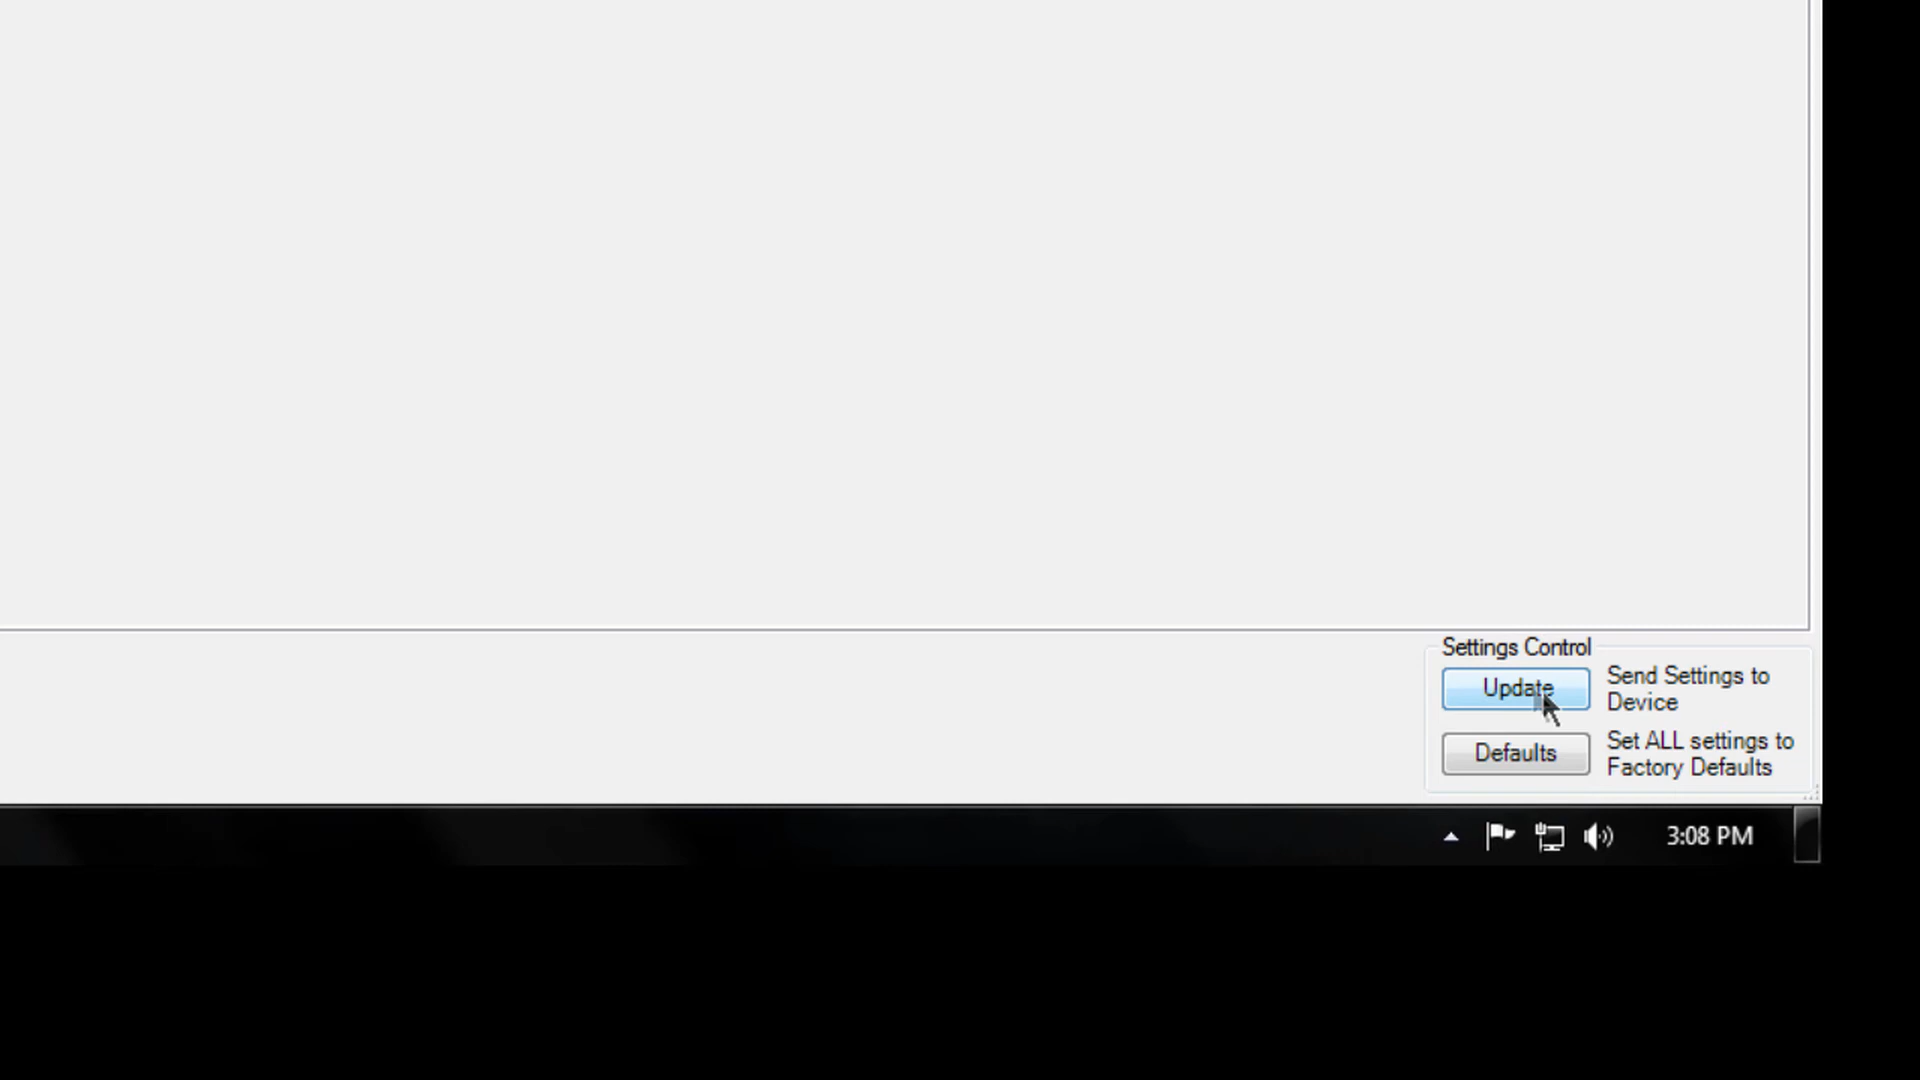 Settings Control
Update
Send Settings to
Device
Defaults
Set ALL settings to
Factory Defaults
3:08 PM